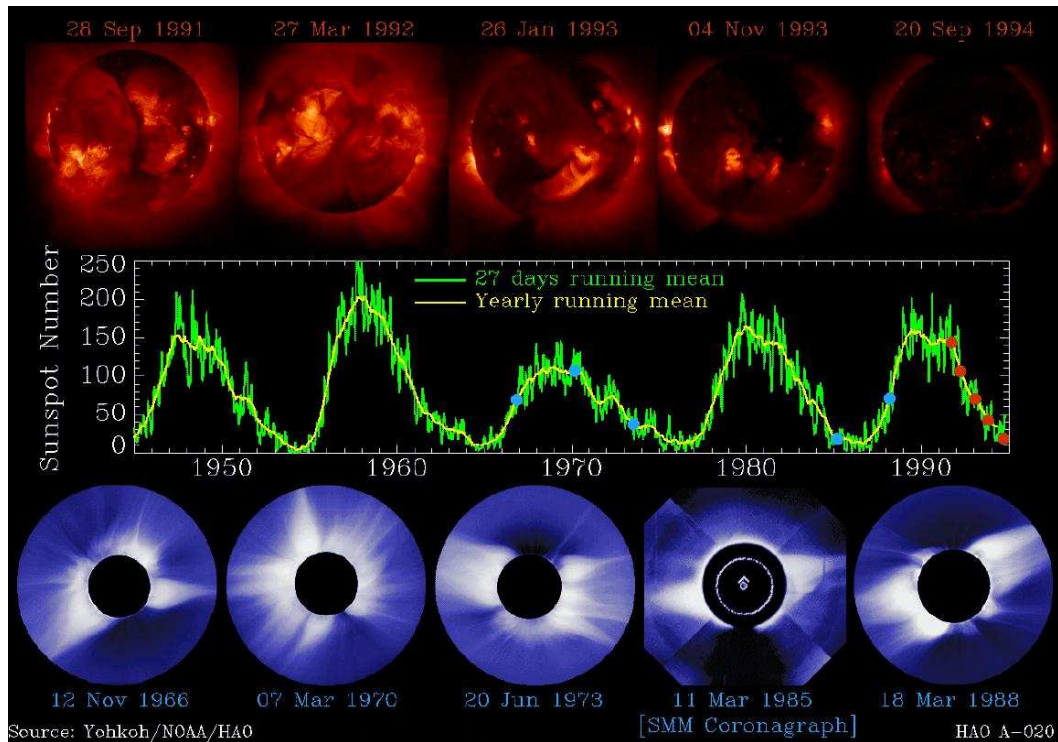 28 Sep 1991 27 Mar 1992 26 Jan 1993 04 Nov 1993 20 Sep 1994
Sunspot Number
250
200
150
100
50
0
27 days running mean
Yearly running mean
1950 1960 1970 1980 1990
12 Nov 1966 07 Mar 1970 20 Jun 1973 11 Mar 1985 18 Mar 1988
[SMM Coronagraph]
Source: Yohkoh/NOAA/HAO HAO A-020